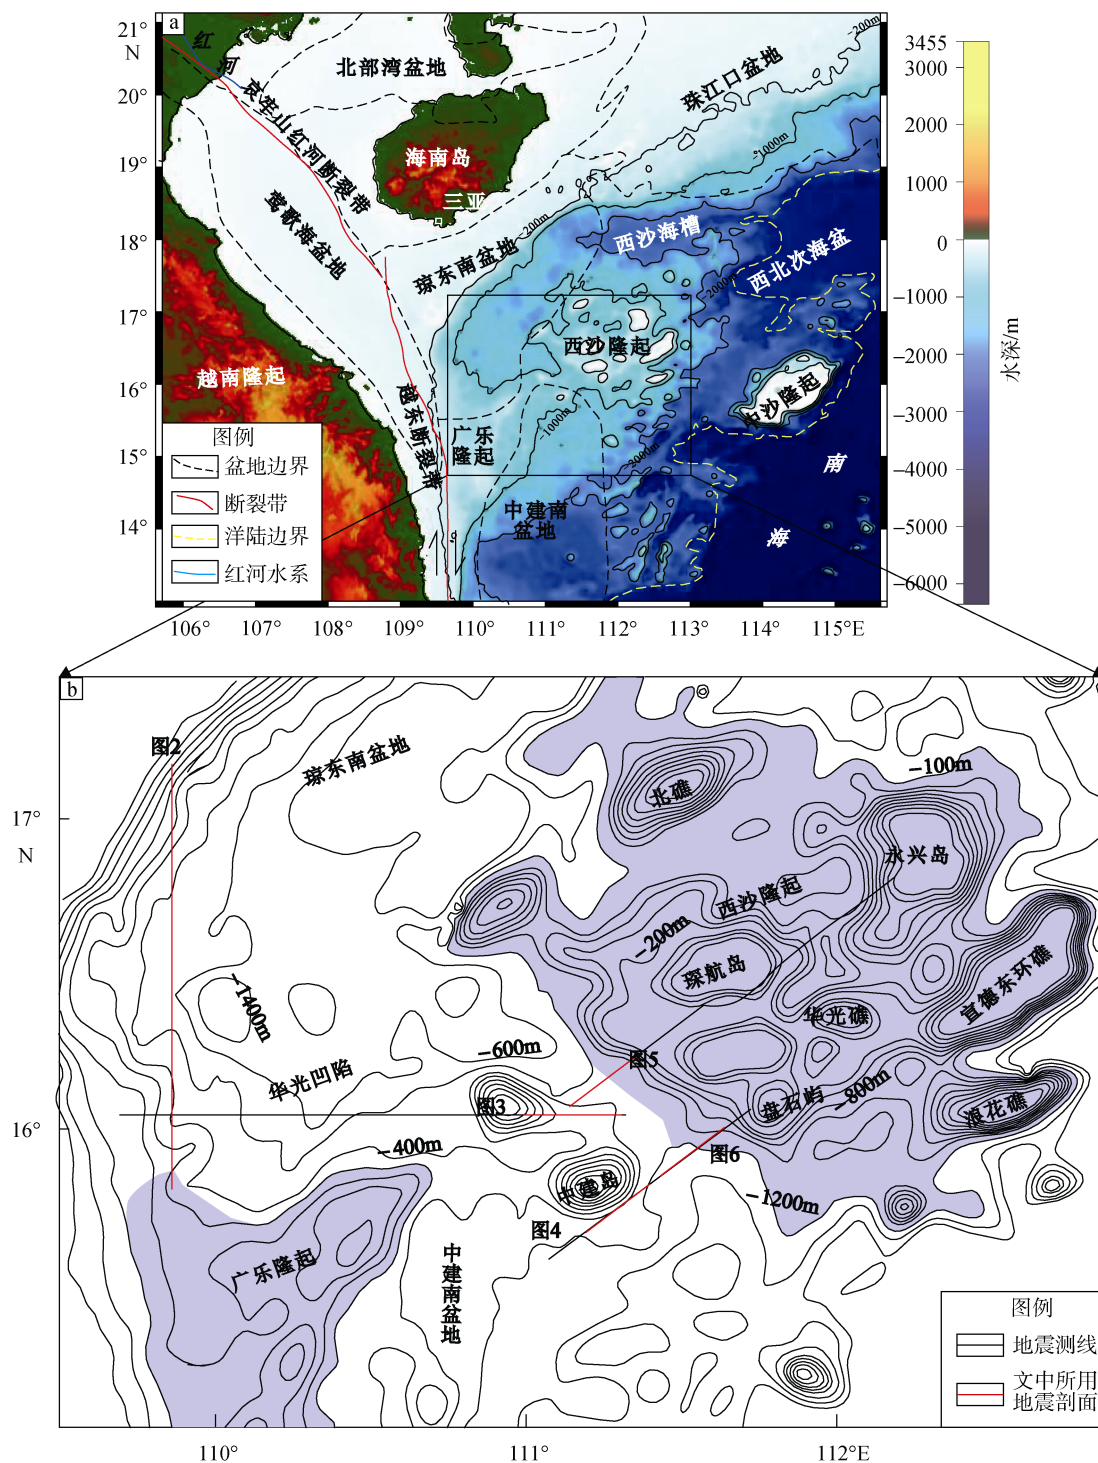 a
21°
N
20°
19°
18°
17°
16°
15°
14°
106°
107°
108°
109°
110°
111°
112°
113°
114°
115°E
红
河
哀牢山红河断裂带
北部湾盆地
珠江口盆地
海南岛
三亚
莺歌海盆地
琼东南盆地
西沙海槽
西北次海盆
西沙隆起
中沙隆起
越南隆起
越东断裂带
广乐
隆起
中建南
盆地
南
海
-200m
-1000m
-200m
-2000m
-1000m
-2000m
图例
盆地边界
断裂带
洋陆边界
红河水系
3455
3000
2000
1000
0
-1000
-2000
-3000
-4000
-5000
-6000
水深/m
b
17°
N
16°
110°
111°
112°E
图2
琼东南盆地
北礁
-100m
永兴岛
西沙隆起
-200m
琛航岛
宣德东环礁
华光礁
-1400m
-600m
华光凹陷
图5
图3
盘石屿
-800m
浪花礁
-400m
图6
中建岛
-1200m
图4
广乐隆起
中建南盆地
图例
地震测线
文中所用
地震剖面